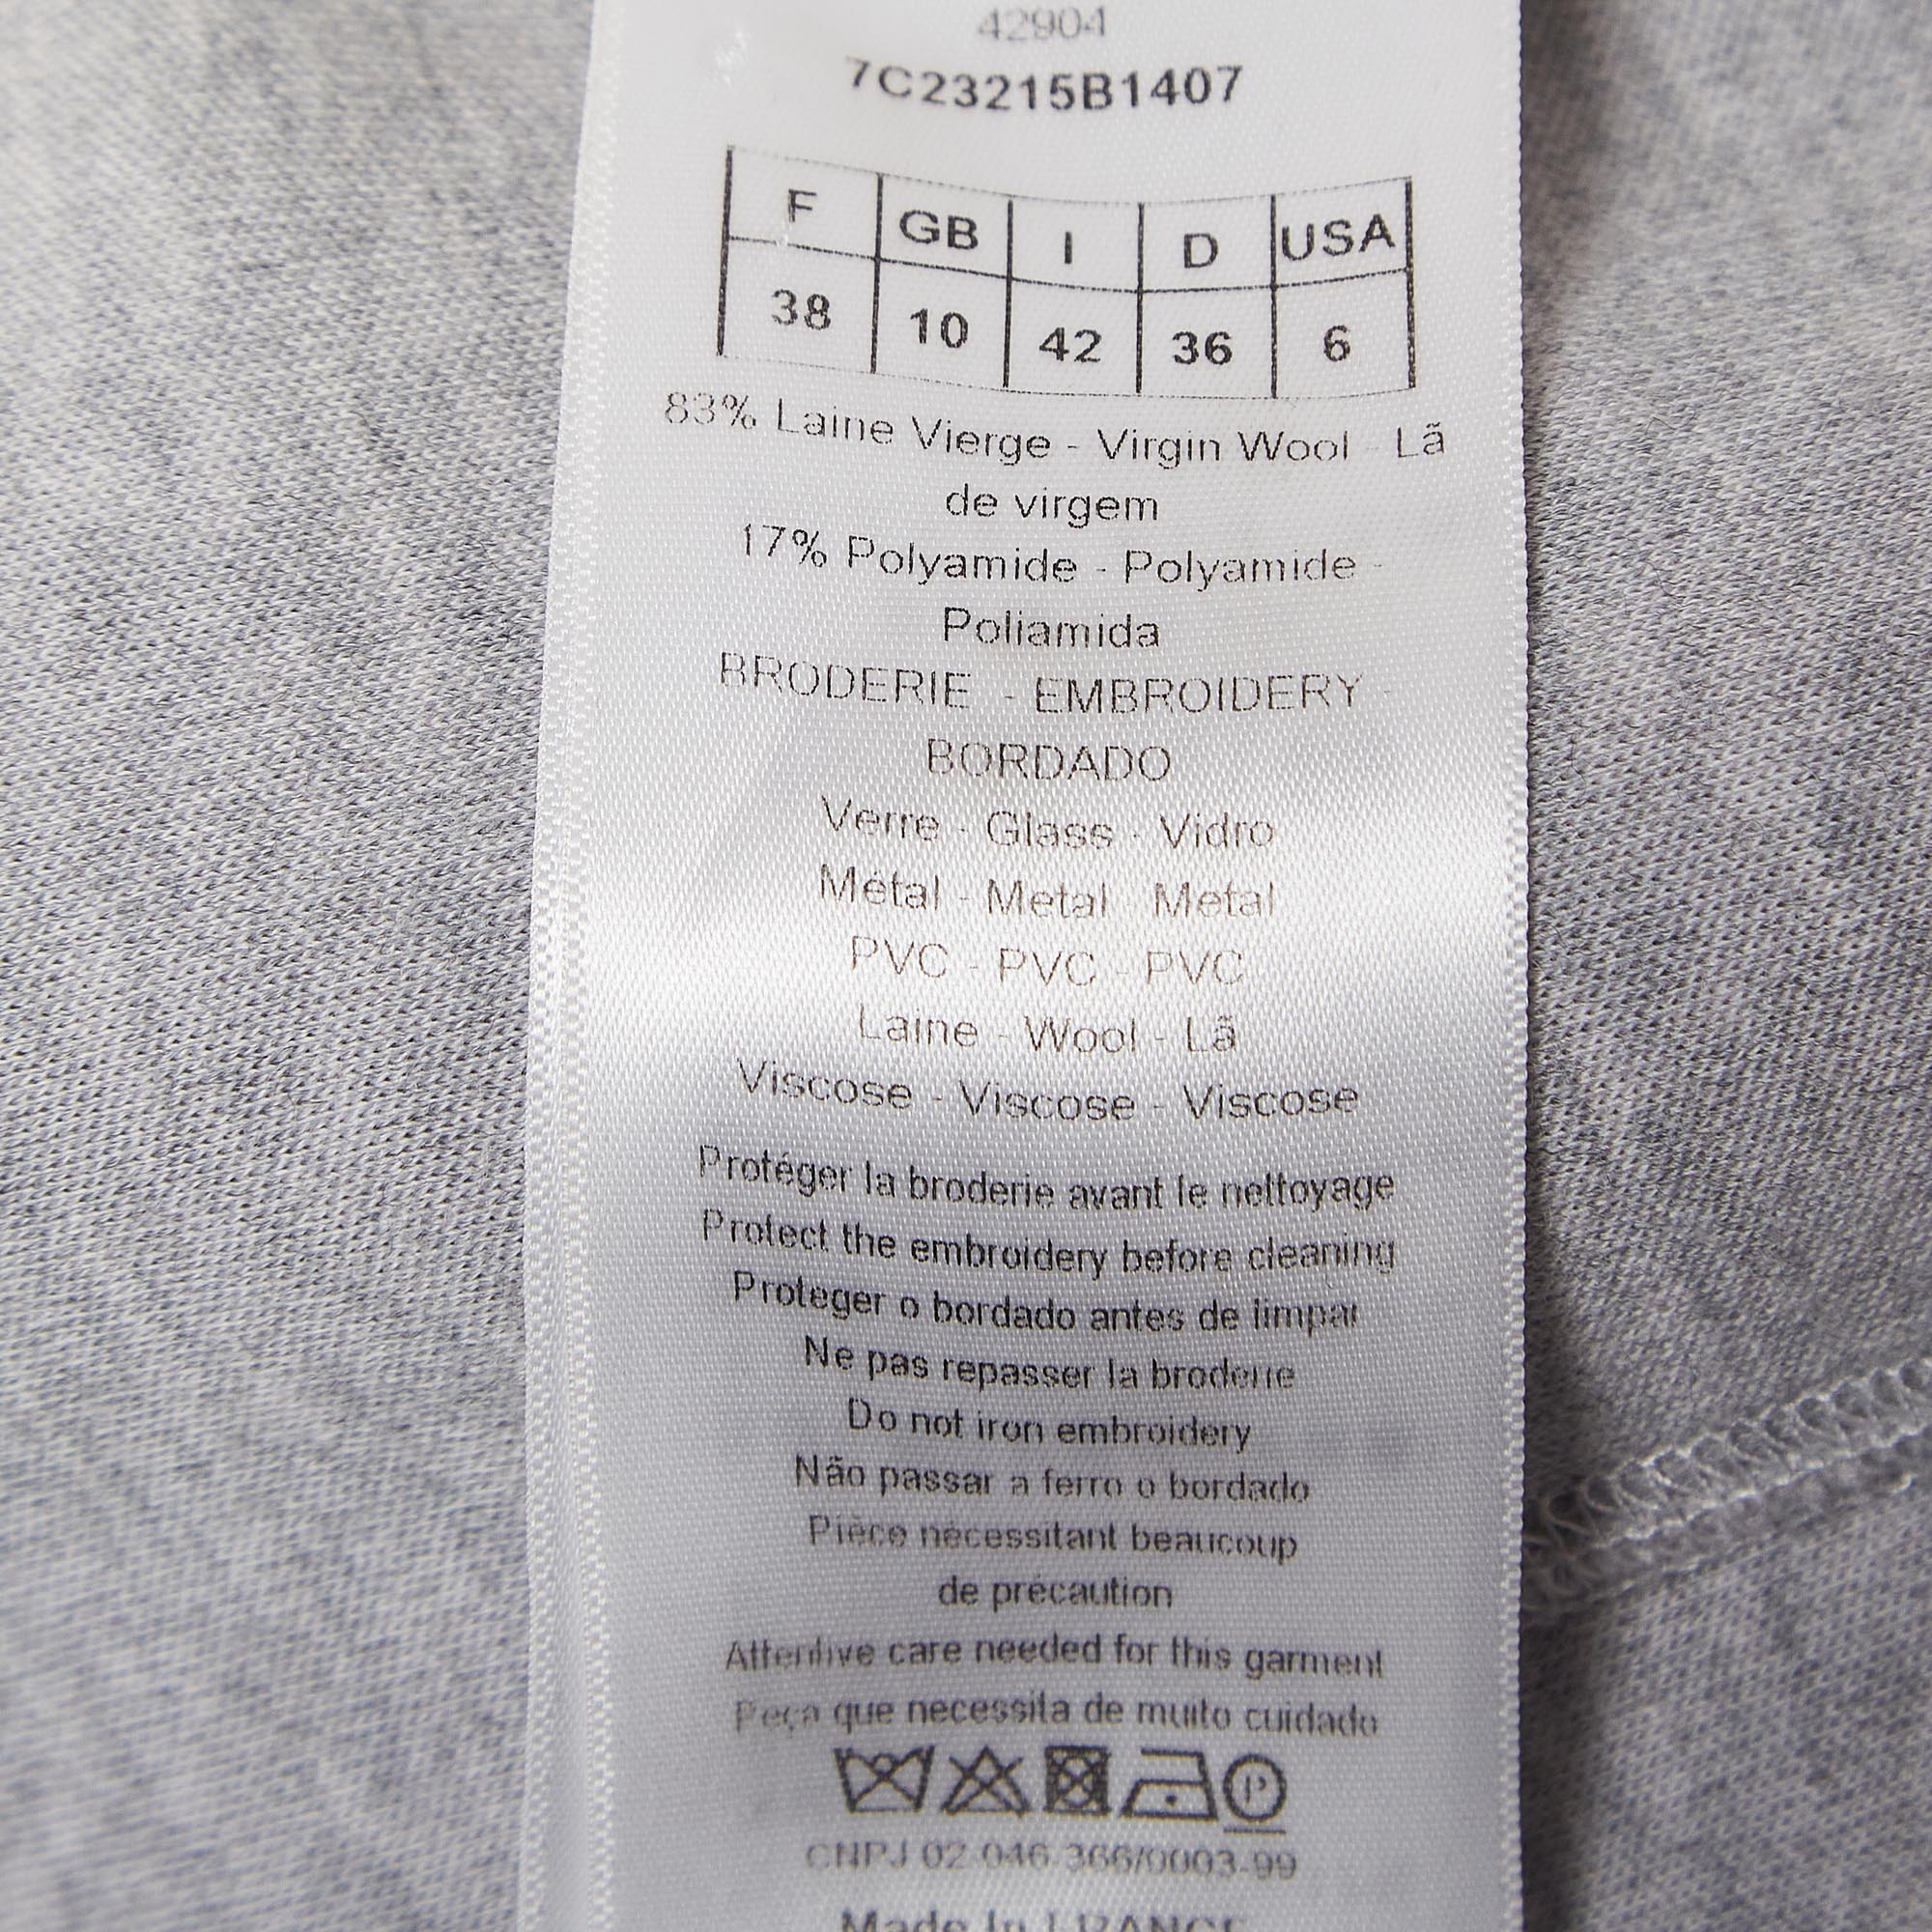 42904
7C23215B1407
F GB I D USA
38 10 42 36 6
83% Laine Vierge - Virgin Wool - Lã
de virgem
17% Polyamide - Polyamide -
Poliamida
BRODERIE - EMBROIDERY -
BORDADO
Verre - Glass - Vidro
Métal - Metal - Metal
PVC - PVC - PVC
Laine - Wool - Lã
Viscose - Viscose - Viscose
Protéger la broderie avant le nettoyage
Protect the embroidery before cleaning
Proteger o bordado antes de limpar
Ne pas repasser la broderie
Do not iron embroidery
Não passar a ferro o bordado
Pièce nécessitant beaucoup
de précaution
Attentive care needed for this garment
Peça que necessita de muito cuidado
P
CNPJ 02.046.366/0003-99
Made In FRANCE